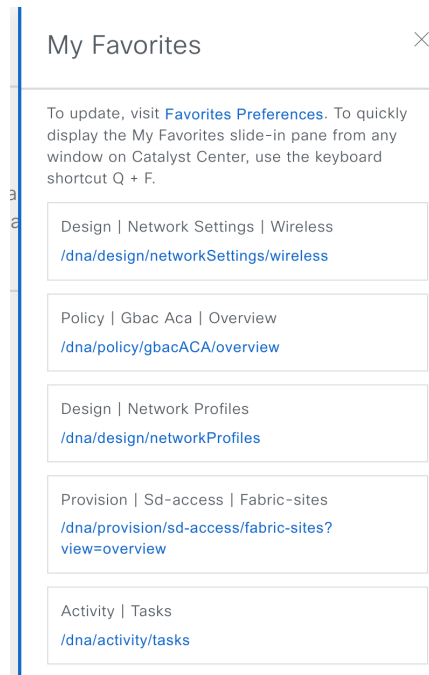 My Favorites
To update, visit Favorites Preferences. To quickly
display the My Favorites slide-in pane from any
window on Catalyst Center, use the keyboard
shortcut Q + F.
Design | Network Settings | Wireless
/dna/design/networkSettings/wireless
Policy | Gbac Aca | Overview
/dna/policy/gbacACA/overview
Design | Network Profiles
/dna/design/networkProfiles
Provision | Sd-access | Fabric-sites
/dna/provision/sd-access/fabric-sites?
view=overview
Activity | Tasks
/dna/activity/tasks